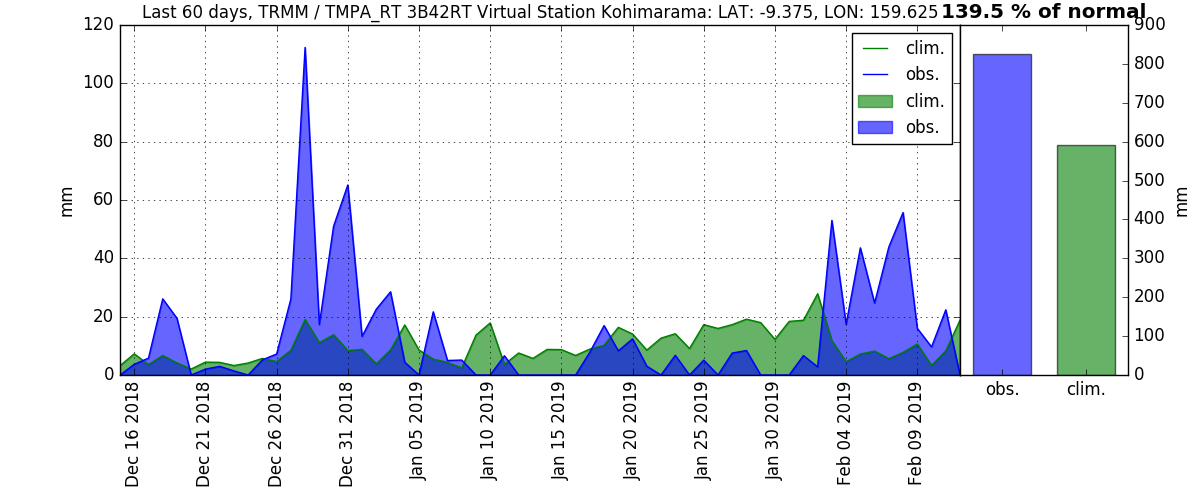 Last 60 days, TRMM / TMPA_RT 3B42RT Virtual Station Kohimarama: LAT: -9.375, LON: 159.625
139.5 % of normal
120
100
80
60
40
20
0
mm
clim.
obs.
clim.
obs.
900
800
700
600
500
400
300
200
100
0
mm
Dec 16 2018
Dec 21 2018
Dec 26 2018
Dec 31 2018
Jan 05 2019
Jan 10 2019
Jan 15 2019
Jan 20 2019
Jan 25 2019
Jan 30 2019
Feb 04 2019
Feb 09 2019
obs.
clim.